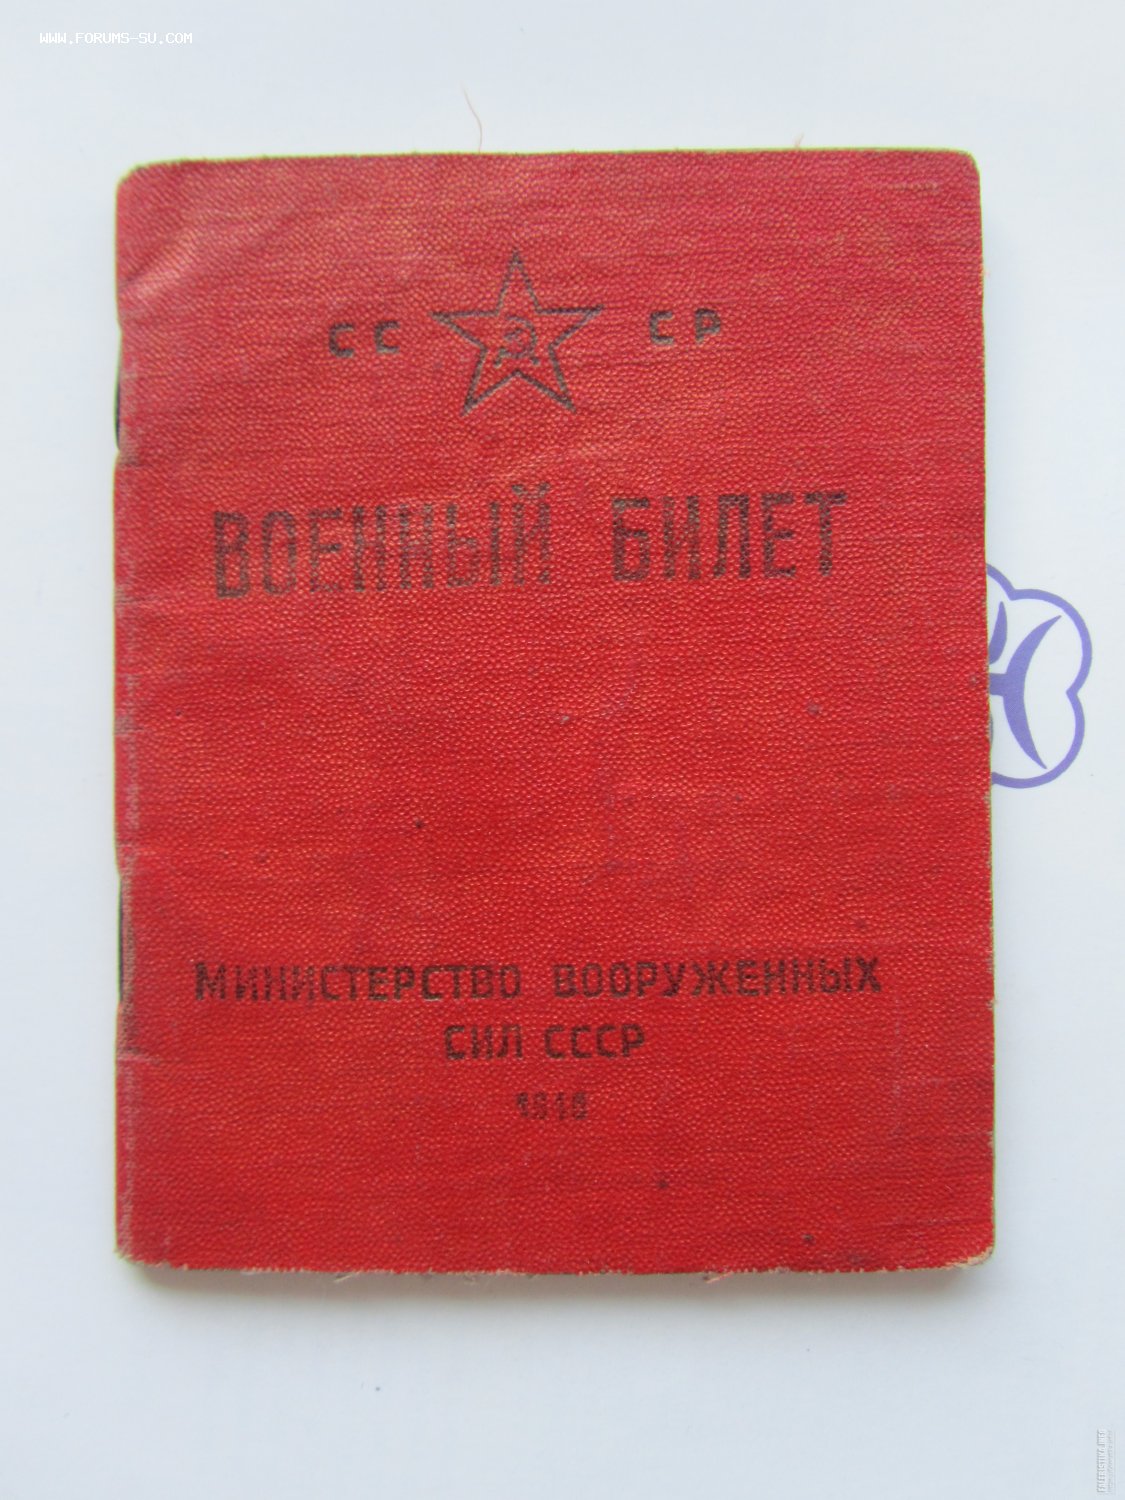 WWW.FORUMS-SU.COM
СС СР
ВОЕННЫЙ БИЛЕТ
МИНИСТЕРСТВО ВООРУЖЕННЫХ
СИЛ СССР